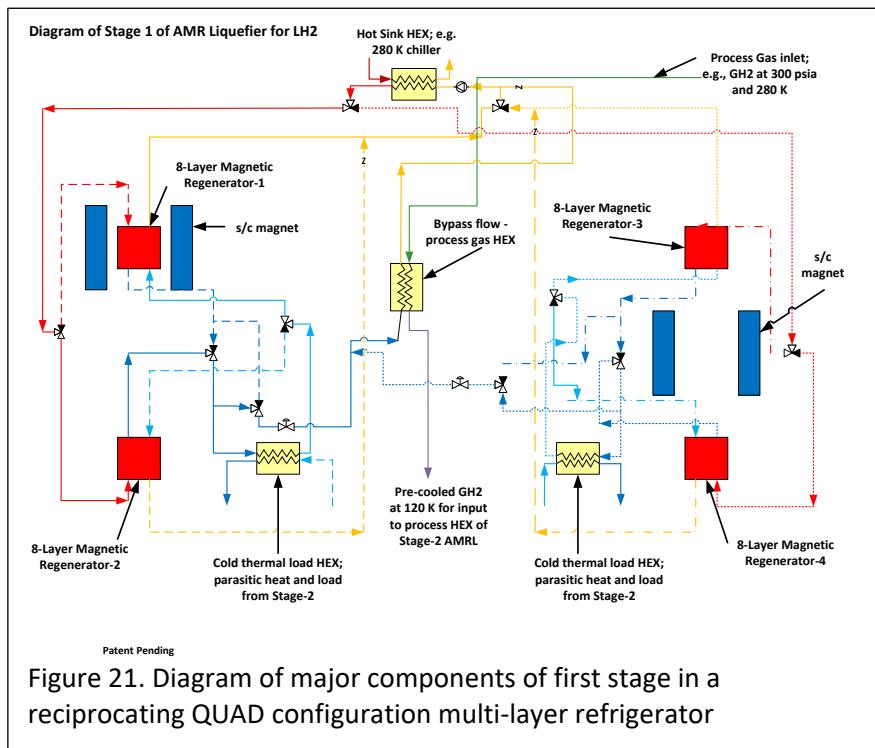 Diagram of Stage 1 of AMR Liquefier for LH2
Hot Sink HEX; e.g.
280 K chiller
Process Gas inlet;
e.g., GH2 at 300 psia
and 280 K
Z
Z
Z
8-Layer Magnetic
Regenerator-1
s/c magnet
Bypass flow -
process gas HEX
8-Layer Magnetic
Regenerator-3
s/c
magnet
8-Layer Magnetic
Regenerator-2
Cold thermal load HEX;
parasitic heat and load
from Stage-2
Pre-cooled GH2
at 120 K for input
to process HEX of
Stage-2 AMRL
Cold thermal load HEX;
parasitic heat and load
from Stage-2
8-Layer Magnetic
Regenerator-4
Patent Pending
Figure 21. Diagram of major components of first stage in a
reciprocating QUAD configuration multi-layer refrigerator